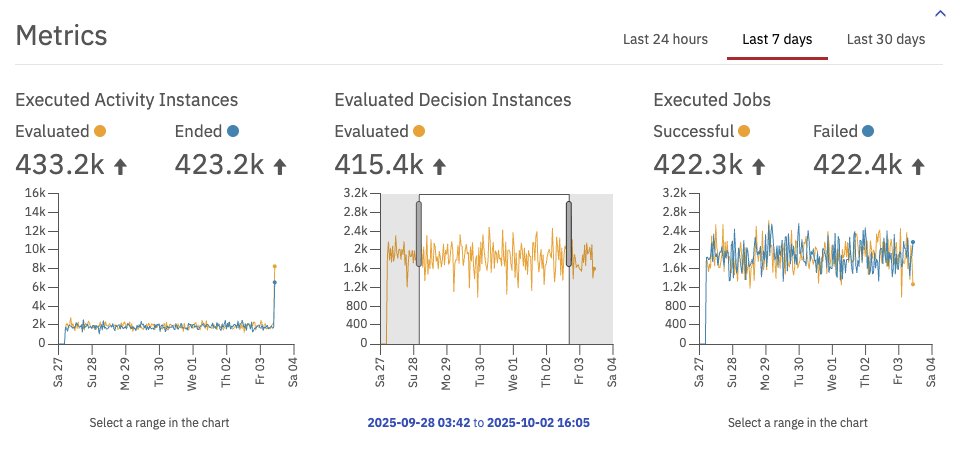 Metrics
Last 24 hours
Last 7 days
Last 30 days
Executed Activity Instances
Evaluated
Ended
433.2k
423.2k
16k
14k
12k
10k
8k
6k
4k
2k
0
Sa 27
Su 28
Mo 29
Tu 30
We 01
Th 02
Fr 03
Sa 04
Select a range in the chart
Evaluated Decision Instances
Evaluated
415.4k
3.2k
2.8k
2.4k
2k
1.6k
1.2k
800
400
0
Sa 27
Su 28
Mo 29
Tu 30
We 01
Th 02
Fr 03
Sa 04
2025-09-28 03:42 to 2025-10-02 16:05
Executed Jobs
Successful
Failed
422.3k
422.4k
3.2k
2.8k
2.4k
2k
1.6k
1.2k
800
400
0
Sa 27
Su 28
Mo 29
Tu 30
We 01
Th 02
Fr 03
Sa 04
Select a range in the chart